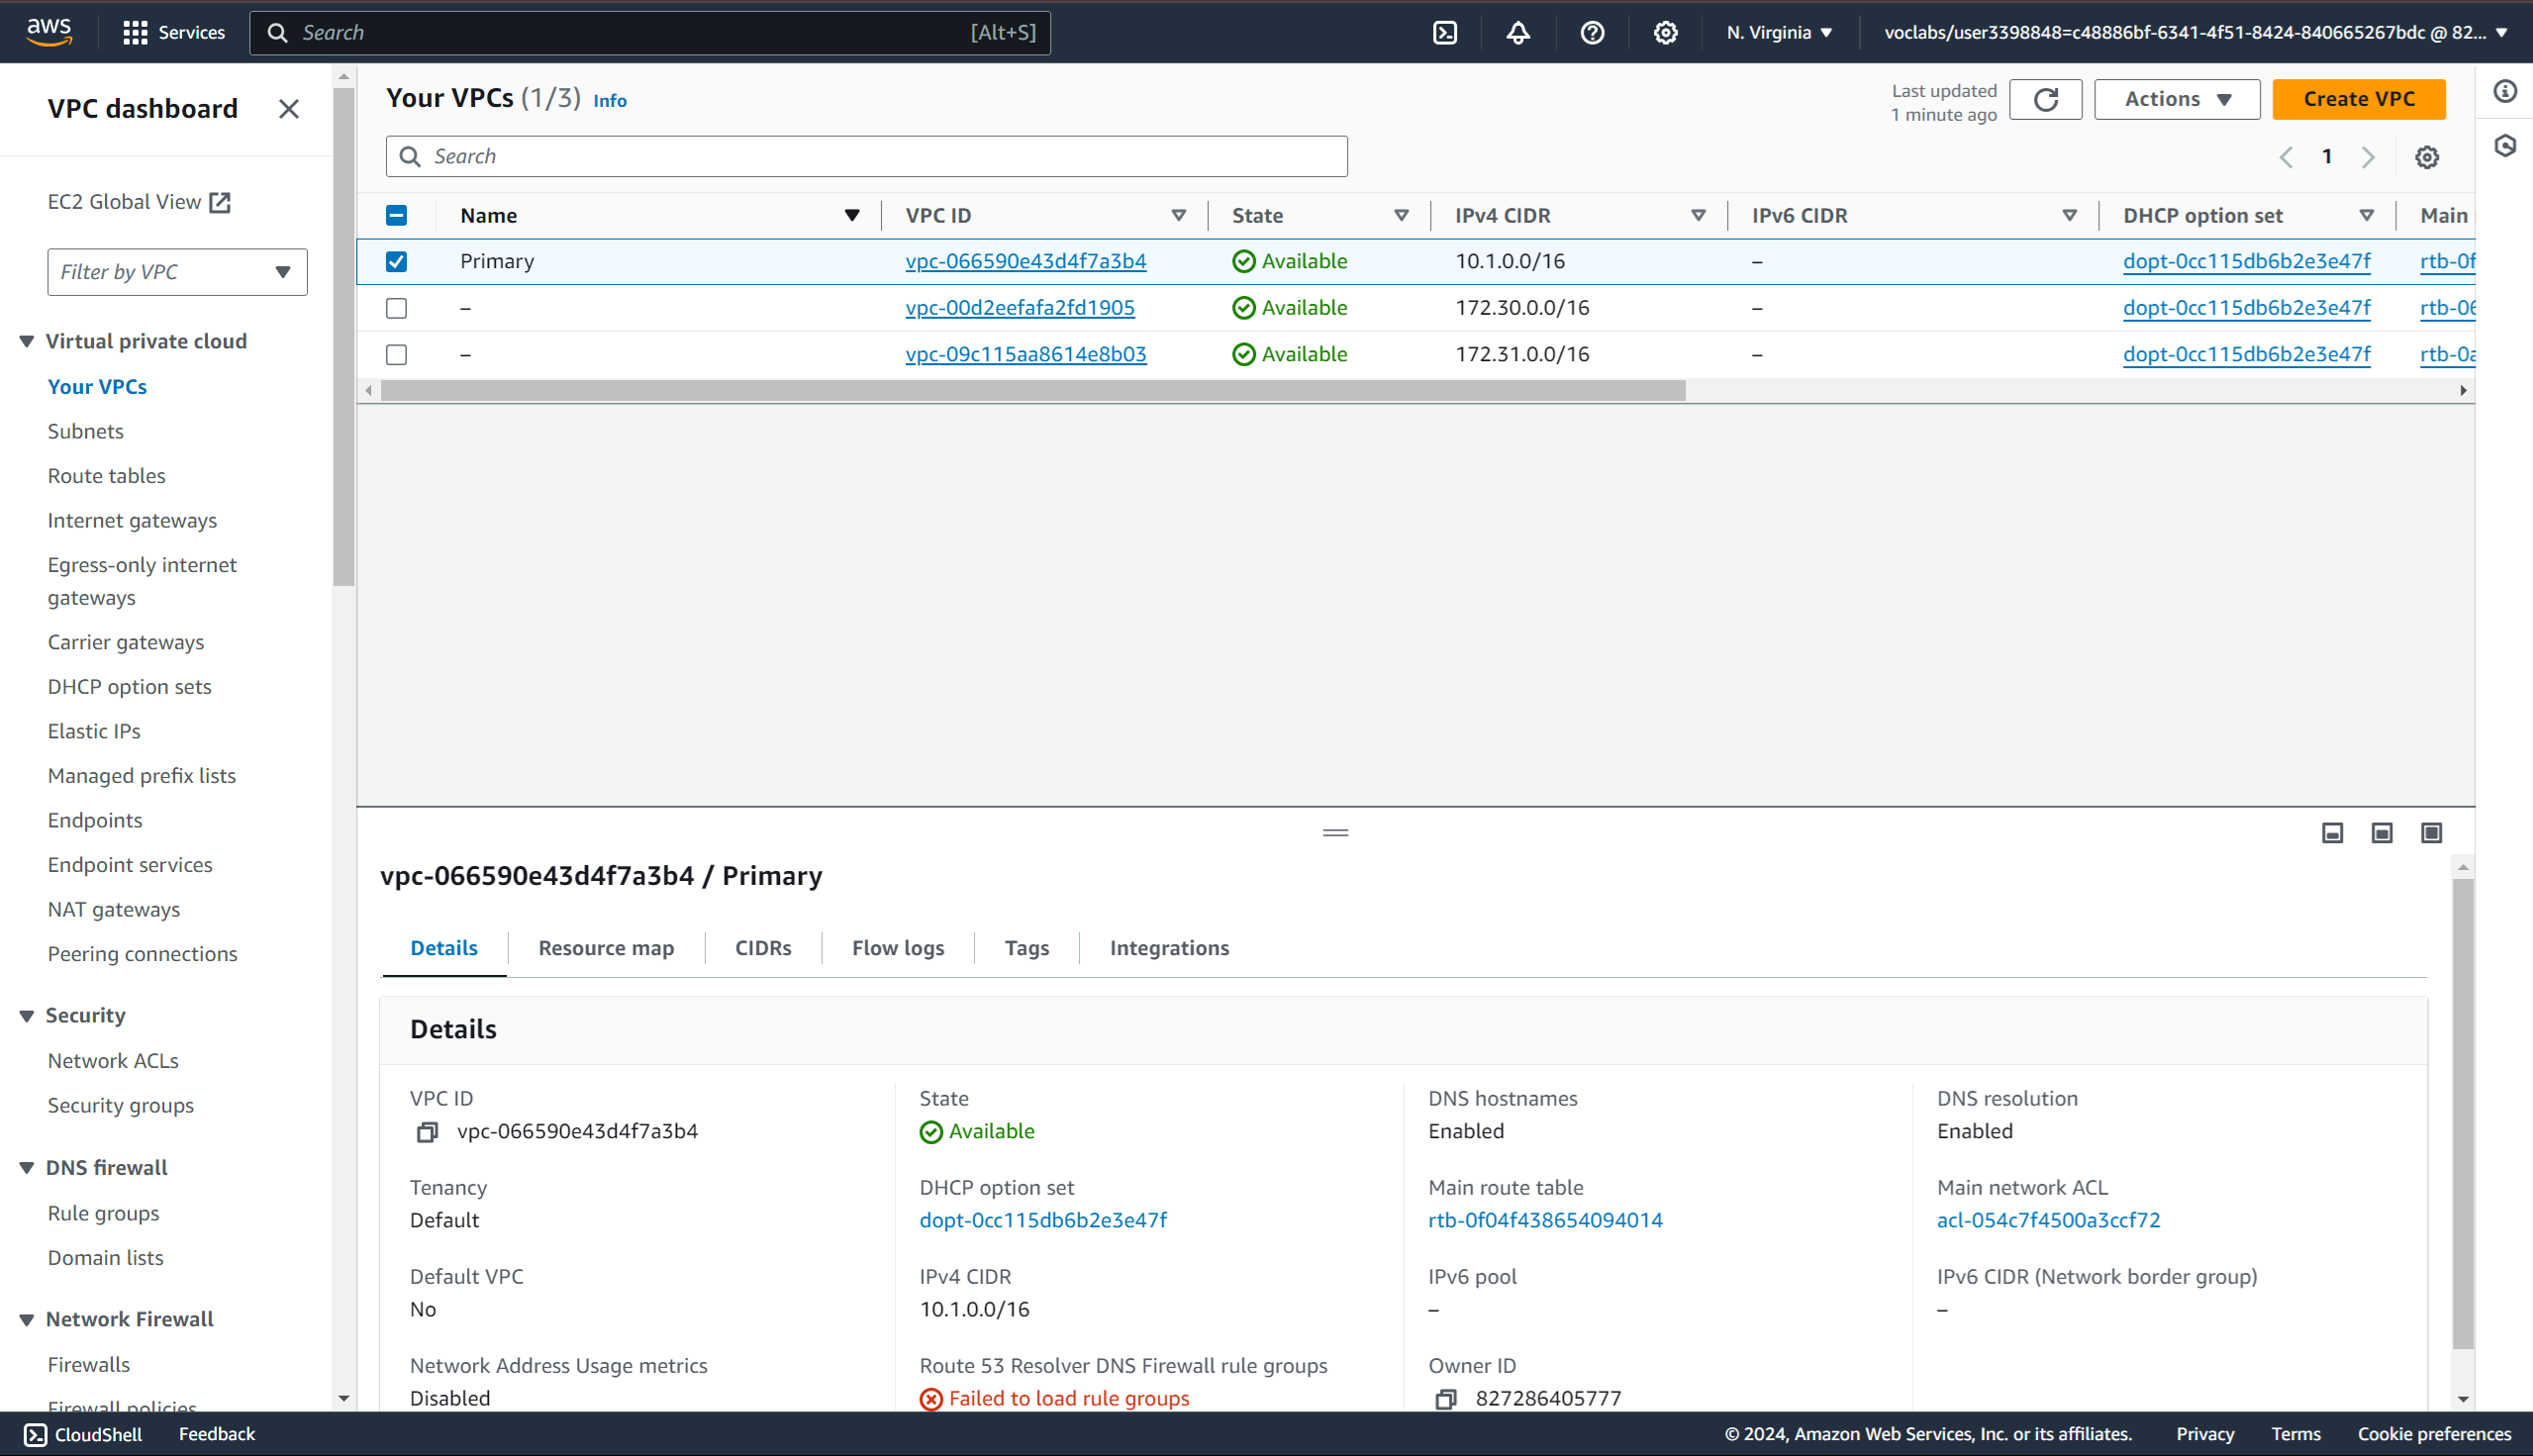 aws Services Search [Alt+S] N. Virginia voclabs/user3398848=c48886bf-6341-4f51-8424-840665267bdc @ 82...
VPC dashboard
EC2 Global View
Filter by VPC
Virtual private cloud
Your VPCs
Subnets
Route tables
Internet gateways
Egress-only internet
gateways
Carrier gateways
DHCP option sets
Elastic IPs
Managed prefix lists
Endpoints
Endpoint services
NAT gateways
Peering connections
Security
Network ACLs
Security groups
DNS firewall
Rule groups
Domain lists
Network Firewall
Firewalls
Firewall policies
Your VPCs (1/3) Info
Last updated
1 minute ago
Actions
Create VPC
Search
1
Name VPC ID State IPv4 CIDR IPv6 CIDR DHCP option set Main
Primary vpc-066590e43d4f7a3b4 Available 10.1.0.0/16 – dopt-0cc115db6b2e3e47f rtb-0f
– vpc-00d2eefafa2fd1905 Available 172.30.0.0/16 – dopt-0cc115db6b2e3e47f rtb-06
– vpc-09c115aa8614e8b03 Available 172.31.0.0/16 – dopt-0cc115db6b2e3e47f rtb-0a
vpc-066590e43d4f7a3b4 / Primary
Details Resource map CIDRs Flow logs Tags Integrations
Details
VPC ID State DNS hostnames DNS resolution
vpc-066590e43d4f7a3b4 Available Enabled Enabled
Tenancy DHCP option set Main route table Main network ACL
Default dopt-0cc115db6b2e3e47f rtb-0f04f438654094014 acl-054c7f4500a3ccf72
Default VPC IPv4 CIDR IPv6 pool IPv6 CIDR (Network border group)
No 10.1.0.0/16 – –
Network Address Usage metrics Route 53 Resolver DNS Firewall rule groups Owner ID
Disabled Failed to load rule groups 827286405777
CloudShell Feedback © 2024, Amazon Web Services, Inc. or its affiliates. Privacy Terms Cookie preferences